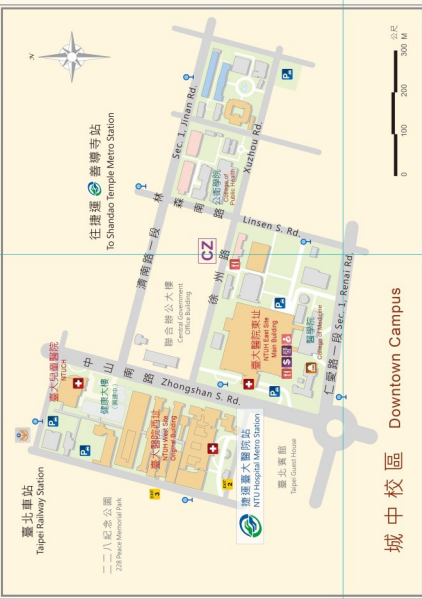 城中校區 Downtown Campus
0 100 200 300 M
公尺
N
往捷運 善導寺站
To Shandao Temple Metro Station
臺北車站
Taipei Railway Station
二二八紀念公園
228 Peace Memorial Park
臺大兒童醫院
NTUCH
健康大樓
中山南路
Zhongshan S. Rd.
濟南路一段
Sec. 1, Jinan Rd.
聯合辦公大樓
Central Government
Office Building
林森南路
Linsen S. Rd.
徐州路
Xuzhou Rd.
CZ
公衛學院
College of
Public Health
臺大醫院西址
NTUH West Site
Original Building
臺大醫院東址
NTUH East Site
Main Building
醫學院
College of Medicine
仁愛路一段 Sec. 1, Renai Rd.
捷運臺大醫院站
NTU Hospital Metro Station
臺北賓館
Taipei Guest House
EXIT
3
EXIT
2
P
P
P
P
P